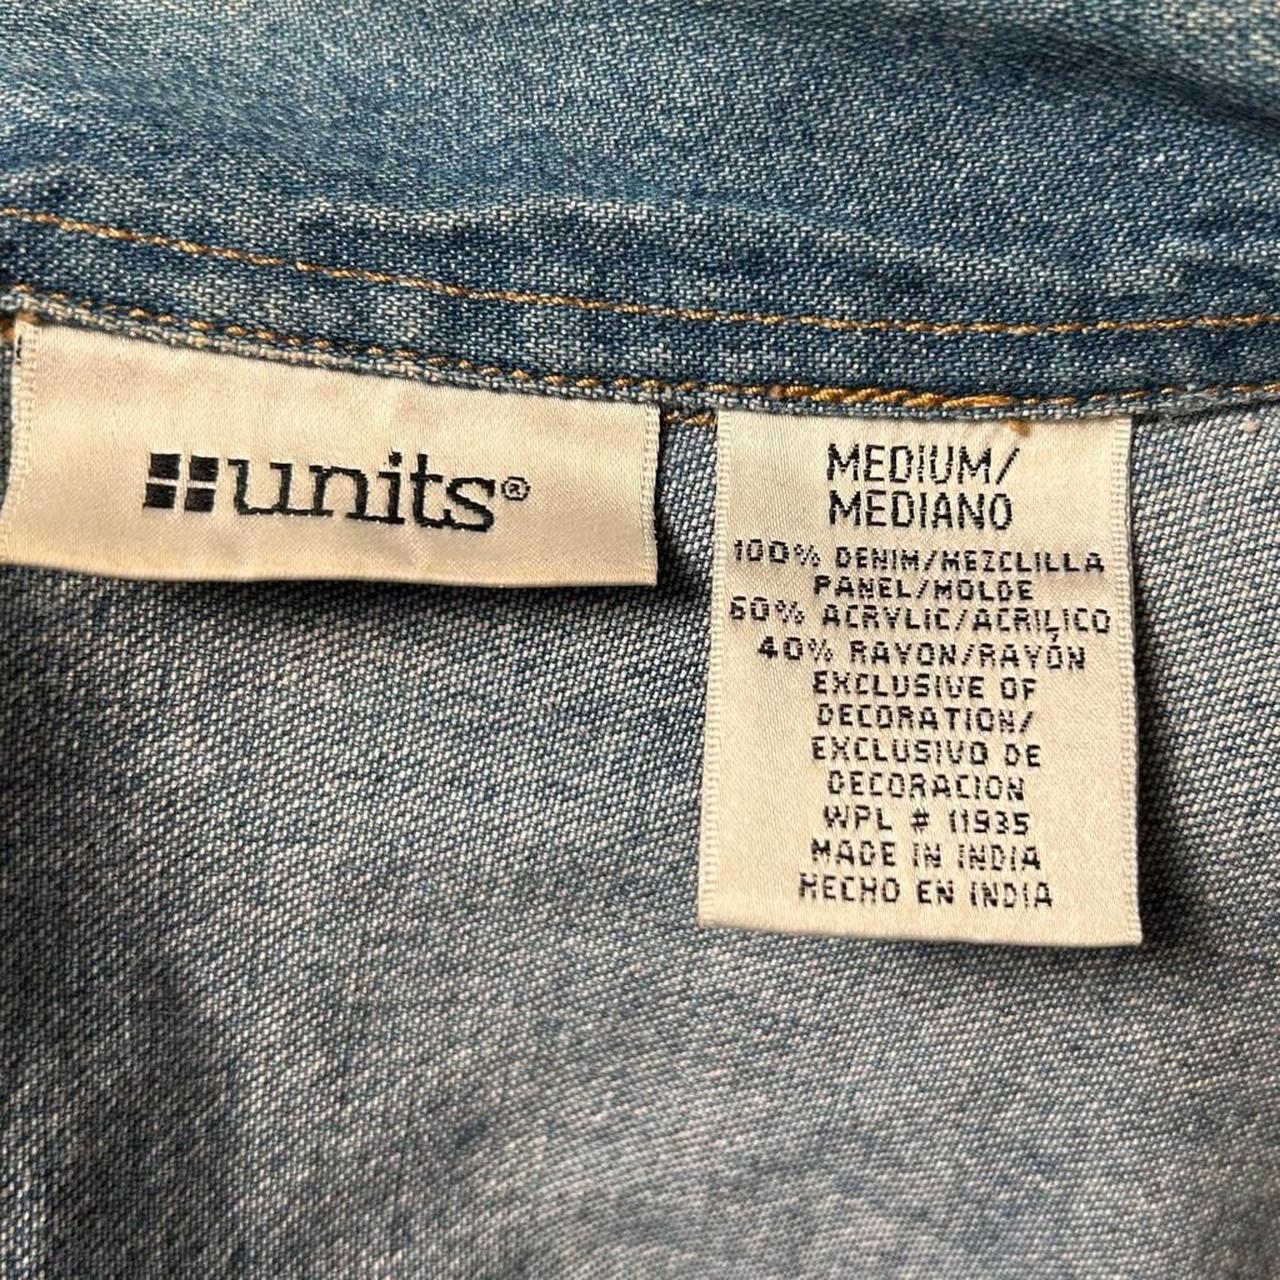 units®
MEDIUM/
MEDIANO
100% DENIM/MEZCLILLA
PANEL/MOLDE
60% ACRYLIC/ACRILICO
40% RAYON/RAYÓN
EXCLUSIVE OF
DECORATION/
EXCLUSIVO DE
DECORACION
WPL # 11935
MADE IN INDIA
HECHO EN INDIA